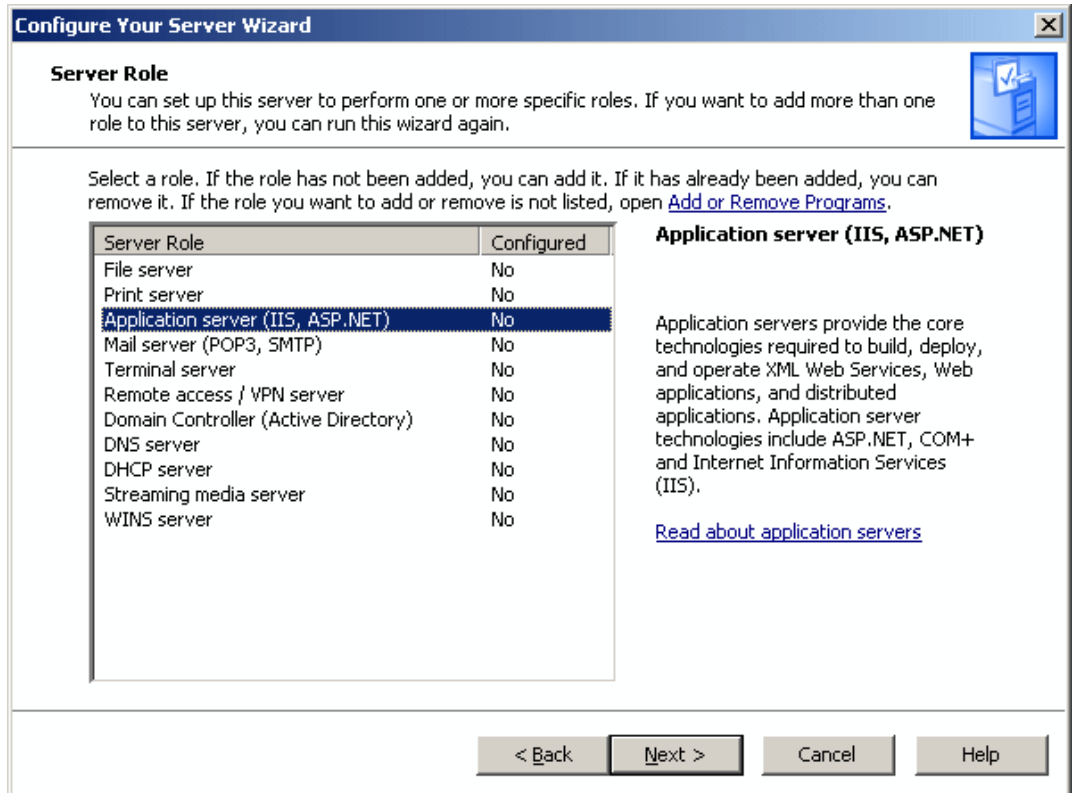 Configure Your Server Wizard
Server Role
You can set up this server to perform one or more specific roles. If you want to add more than one
role to this server, you can run this wizard again.
Select a role. If the role has not been added, you can add it. If it has already been added, you can
remove it. If the role you want to add or remove is not listed, open Add or Remove Programs.
Server Role Configured
File server No
Print server No
Application server (IIS, ASP.NET) No
Mail server (POP3, SMTP) No
Terminal server No
Remote access / VPN server No
Domain Controller (Active Directory) No
DNS server No
DHCP server No
Streaming media server No
WINS server No
Application server (IIS, ASP.NET)
Application servers provide the core
technologies required to build, deploy,
and operate XML Web Services, Web
applications, and distributed
applications. Application server
technologies include ASP.NET, COM+
and Internet Information Services
(IIS).
Read about application servers
< Back Next > Cancel Help